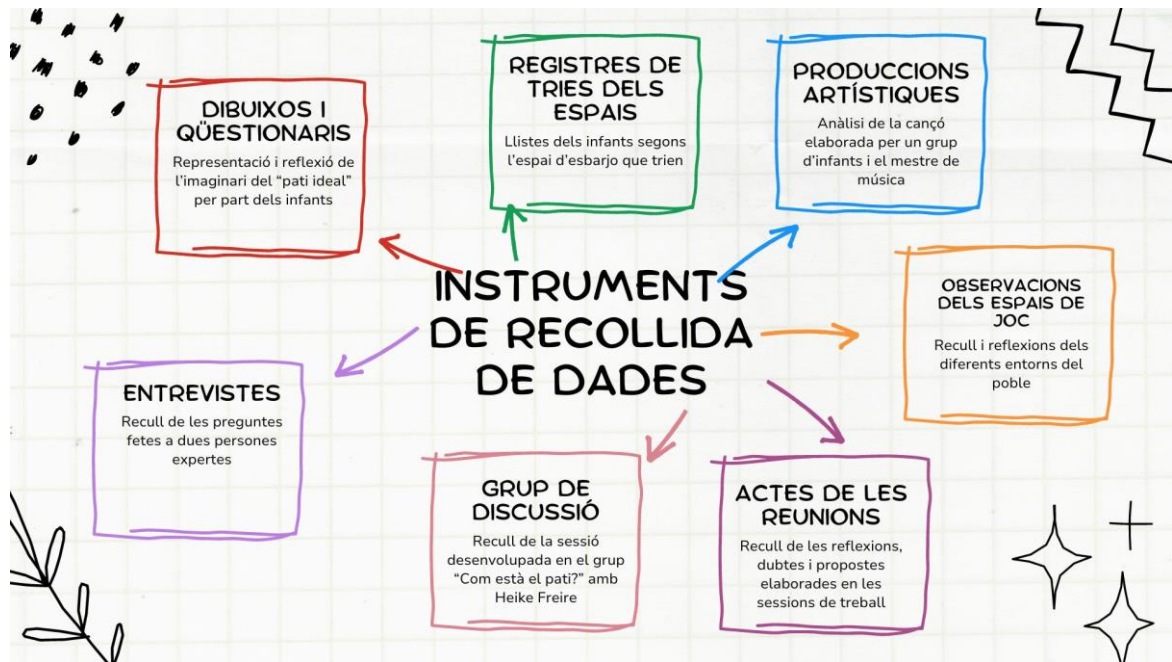 DIBUIXOS I
QÜESTIONARIS
Representació i reflexió de
l'imaginari del "pati ideal"
per part dels infants
REGISTRES DE
TRIES DELS
ESPAIS
Llistes dels infants segons
l'espai d'esbarjo que trien
PRODUCCIONS
ARTÍSTIQUES
Anàlisi de la cançó
elaborada per un grup
d'infants i el mestre de
música
INSTRUMENTS
DE RECOLLIDA
DE DADES
OBSERVACIONS
DELS ESPAIS DE
JOC
Recull i reflexions dels
diferents entorns del
poble
ENTREVISTES
Recull de les preguntes
fetes a dues persones
expertes
GRUP DE
DISCUSSIÓ
Recull de la sessió
desenvolupada en el grup
"Com està el pati?" amb
Heike Freire
ACTES DE LES
REUNIONS
Recull de les reflexions,
dubtes i propostes
elaborades en les
sessions de treball